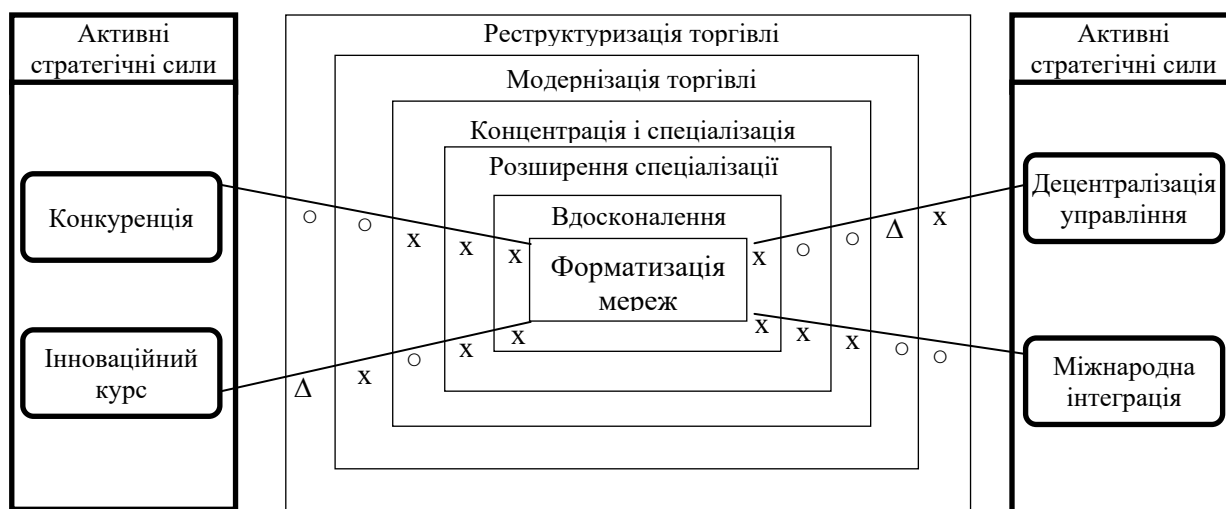 Активні
стратегічні сили
Конкуренція
Інноваційний
курс
Реструктуризація торгівлі
Модернізація торгівлі
Концентрація і спеціалізація
Розширення спеціалізації
Вдосконалення
Форматизація
мереж
○ ○ x x x
Δ x ○ x x
x ○ ○ Δ x
x x x ○ ○
Активні
стратегічні сили
Децентралізація
управління
Міжнародна
інтеграція